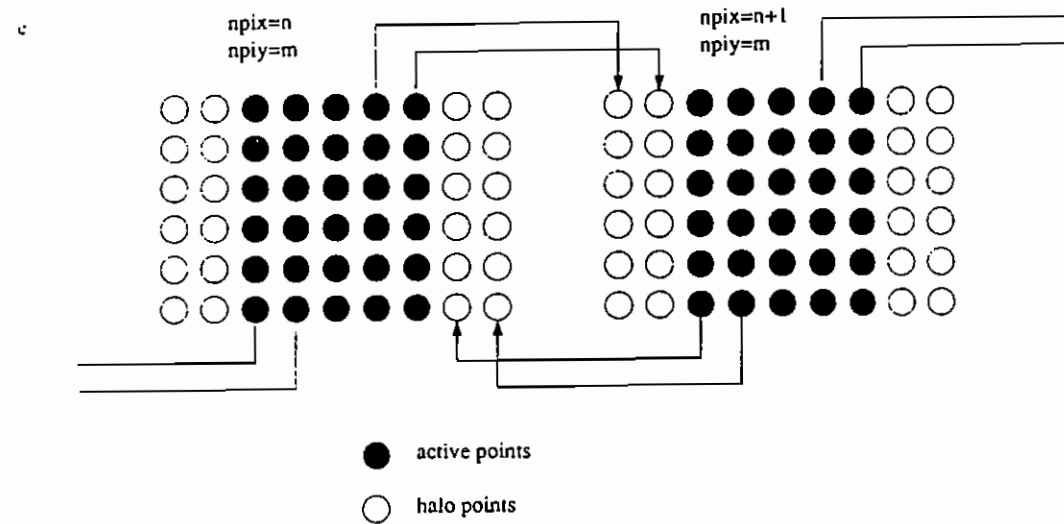 npix=n
npiy=m
npix=n+1
npiy=m
active points
halo points